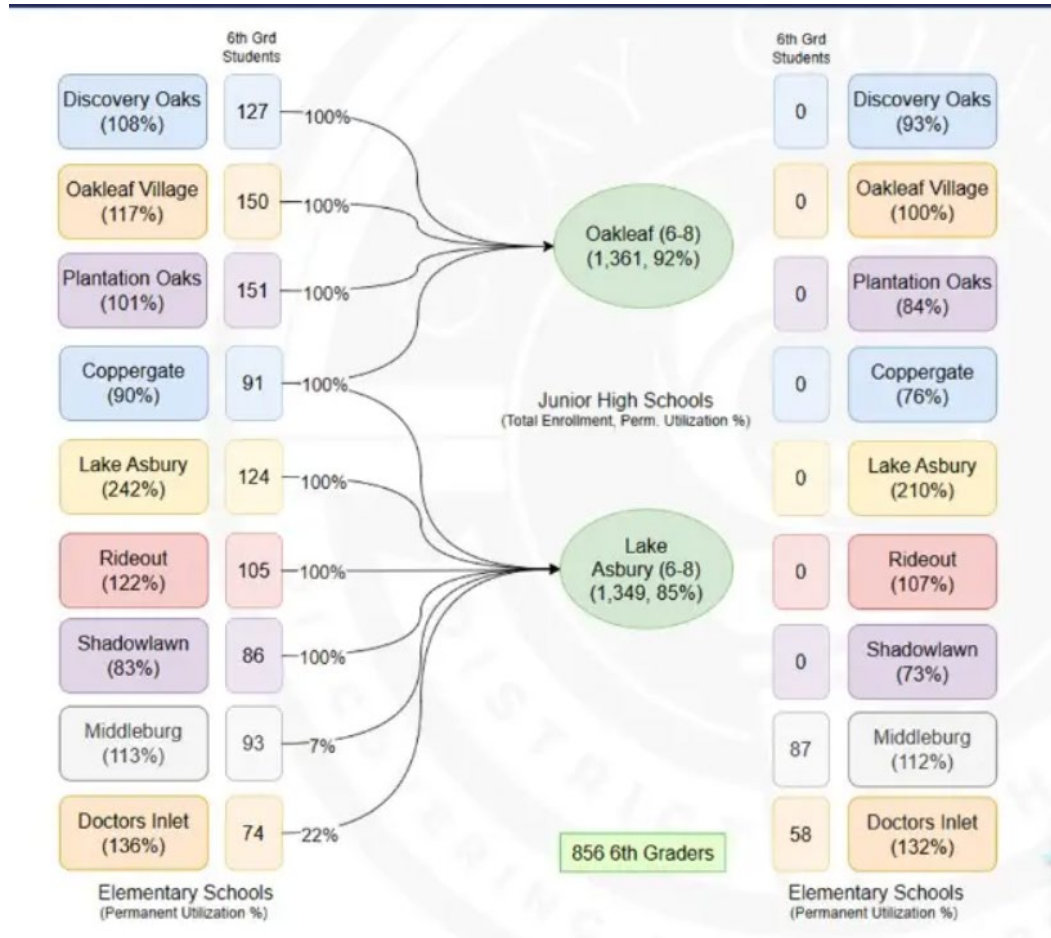 6th Grd
Students
Discovery Oaks
(108%)
127
100%
Oakleaf Village
(117%)
150
100%
Plantation Oaks
(101%)
151
100%
Coppergate
(90%)
91
100%
Lake Asbury
(242%)
124
100%
Rideout
(122%)
105
100%
Shadowlawn
(83%)
86
100%
Middleburg
(113%)
93
7%
Doctors Inlet
(136%)
74
22%
Elementary Schools
(Permanent Utilization %)
Oakleaf (6-8)
(1,361, 92%)
Junior High Schools
(Total Enrollment, Perm. Utilization %)
Lake
Asbury (6-8)
(1,349, 85%)
856 6th Graders
6th Grd
Students
0
Discovery Oaks
(93%)
0
Oakleaf Village
(100%)
0
Plantation Oaks
(84%)
0
Coppergate
(76%)
0
Lake Asbury
(210%)
0
Rideout
(107%)
0
Shadowlawn
(73%)
87
Middleburg
(112%)
58
Doctors Inlet
(132%)
Elementary Schools
(Permanent Utilization %)